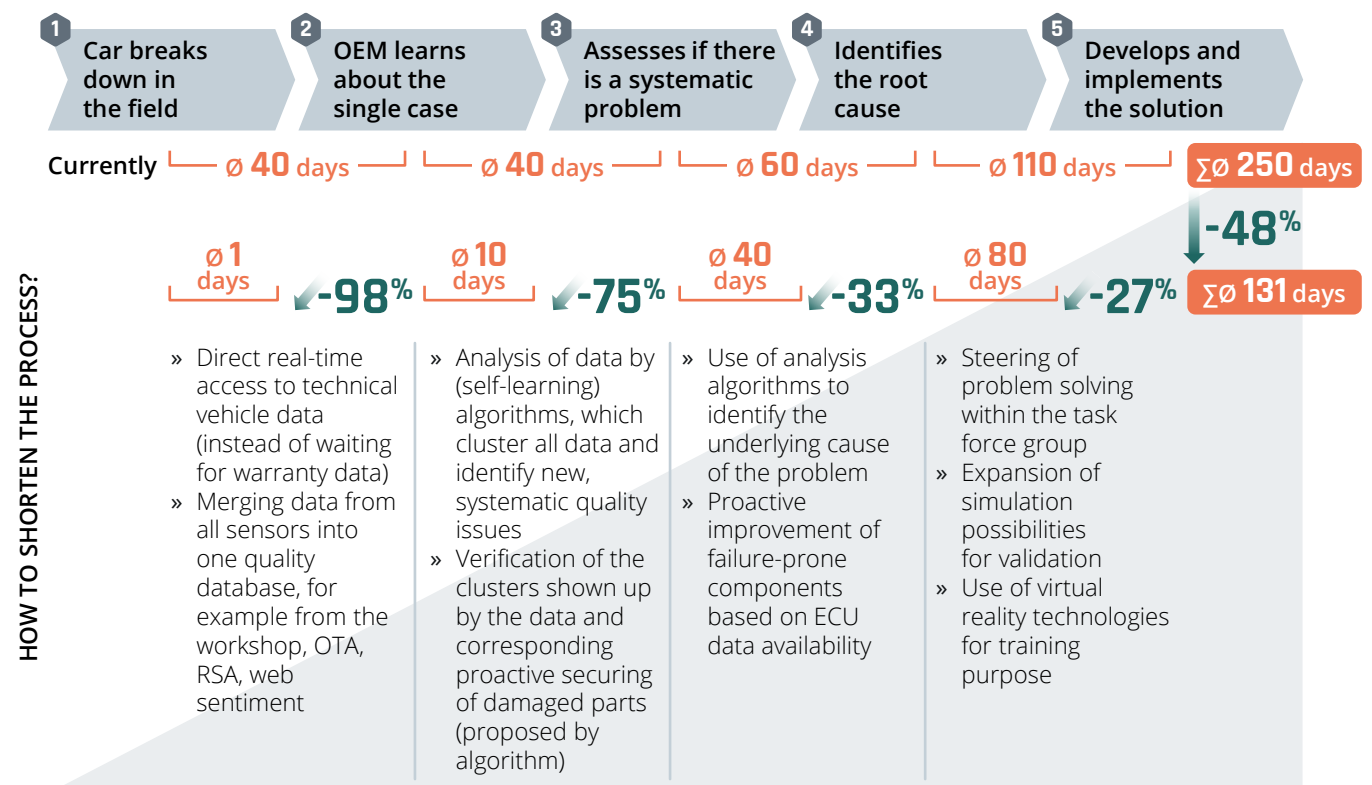 1
Car breaks
down in
the field
2
OEM learns
about the
single case
3
Assesses if there
is a systematic
problem
4
Identifies
the root
cause
5
Develops and
implements
the solution
Currently
Ø 40 days
Ø 40 days
Ø 60 days
Ø 110 days
∑Ø 250 days
-48%
∑Ø 131 days
HOW TO SHORTEN THE PROCESS?
Ø 1
days
-98%
» Direct real-time
access to technical
vehicle data
(instead of waiting
for warranty data)
» Merging data from
all sensors into
one quality
database, for
example from the
workshop, OTA,
RSA, web
sentiment
Ø 10
days
-75%
» Analysis of data by
(self-learning)
algorithms, which
cluster all data and
identify new,
systematic quality
issues
» Verification of the
clusters shown up
by the data and
corresponding
proactive securing
of damaged parts
(proposed by
algorithm)
Ø 40
days
-33%
» Use of analysis
algorithms to
identify the
underlying cause
of the problem
» Proactive
improvement of
failure-prone
components
based on ECU
data availability
Ø 80
days
-27%
» Steering of
problem solving
within the task
force group
» Expansion of
simulation
possibilities
for validation
» Use of virtual
reality technologies
for training
purpose